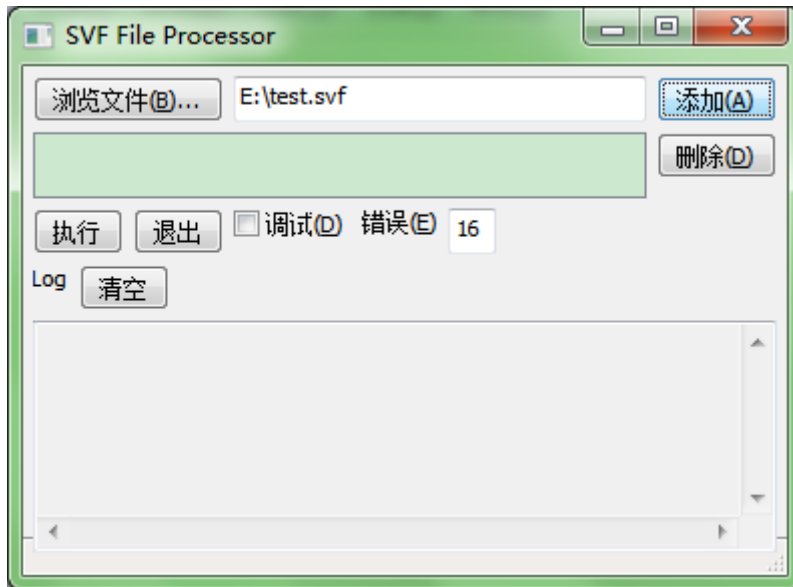 SVF File Processor
浏览文件(B)... E:\test.svf 添加(A)
删除(D)
执行 退出 调试(D) 错误(E) 16
Log 清空